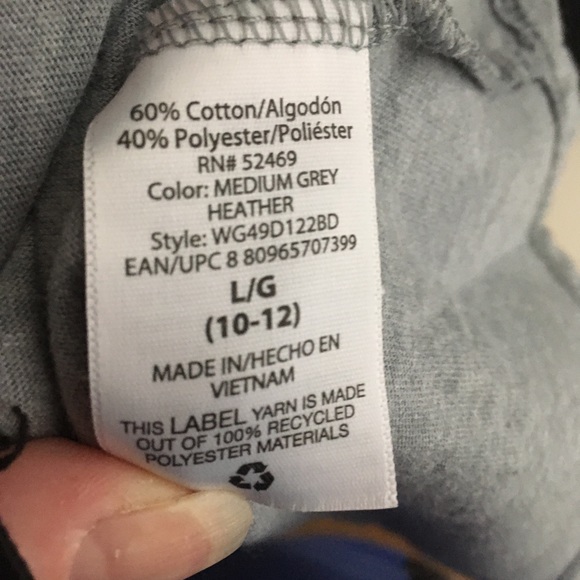 60% Cotton/Algodón
40% Polyester/Poliéster
RN# 52469
Color: MEDIUM GREY
HEATHER
Style: WG49D122BD
EAN/UPC 8 80965707399
L/G
(10-12)
MADE IN/HECHO EN
VIETNAM
THIS LABEL YARN IS MADE
OUT OF 100% RECYCLED
POLYESTER MATERIALS